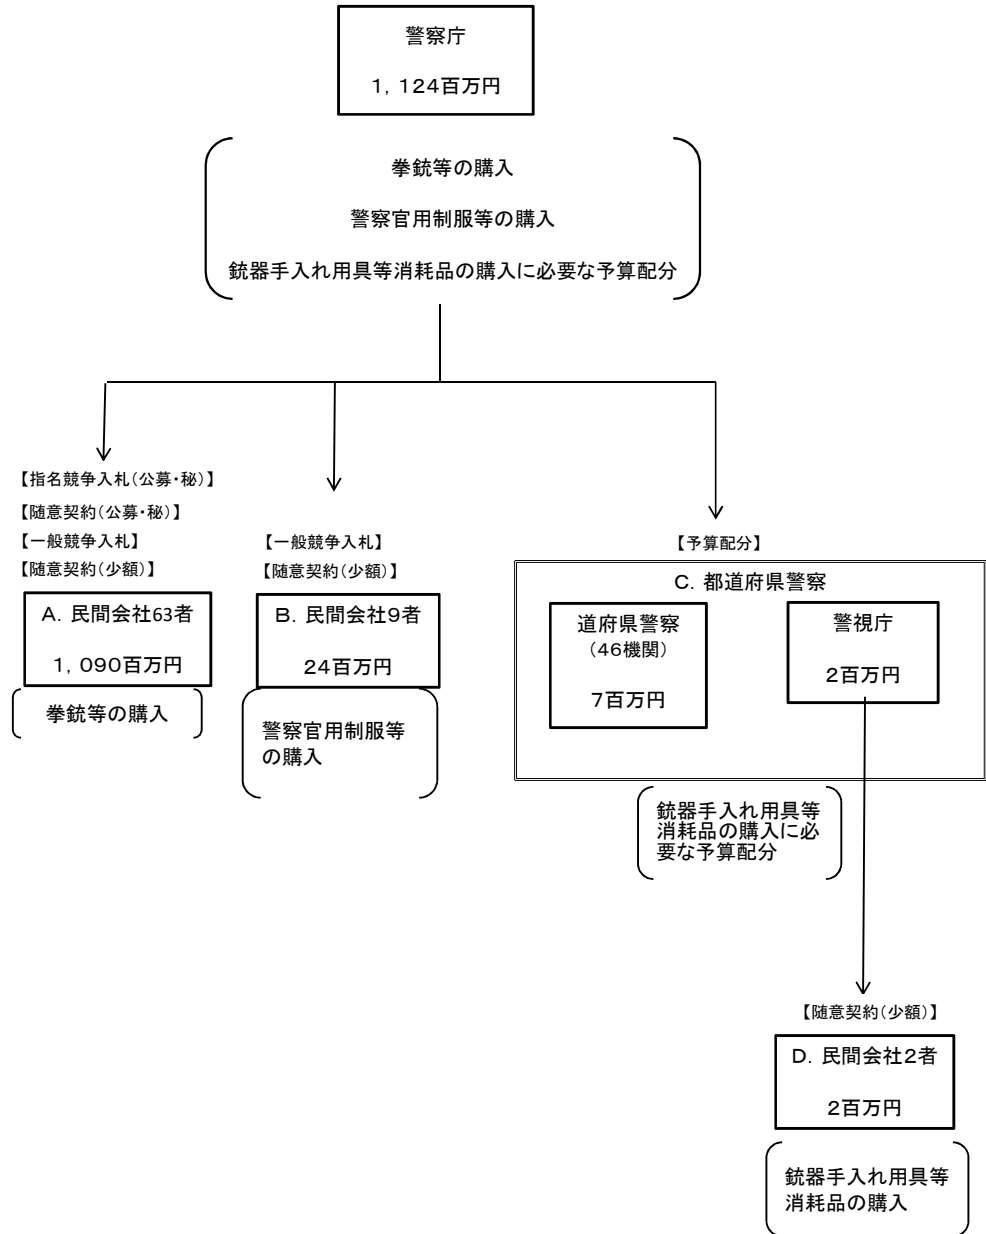 警察庁
1,124百万円
拳銃等の購入
警察官用制服等の購入
銃器手入れ用具等消耗品の購入に必要な予算配分
【指名競争入札(公募・秘)】
【随意契約(公募・秘)】
【一般競争入札】
【随意契約(少額)】
A. 民間会社63者
1,090百万円
拳銃等の購入
【一般競争入札】
【随意契約(少額)】
B. 民間会社9者
24百万円
警察官用制服等
の購入
【予算配分】
C. 都道府県警察
道府県警察
(46機関)
7百万円
警視庁
2百万円
銃器手入れ用具等
消耗品の購入に必
要な予算配分
【随意契約(少額)】
D. 民間会社2者
2百万円
銃器手入れ用具等
消耗品の購入